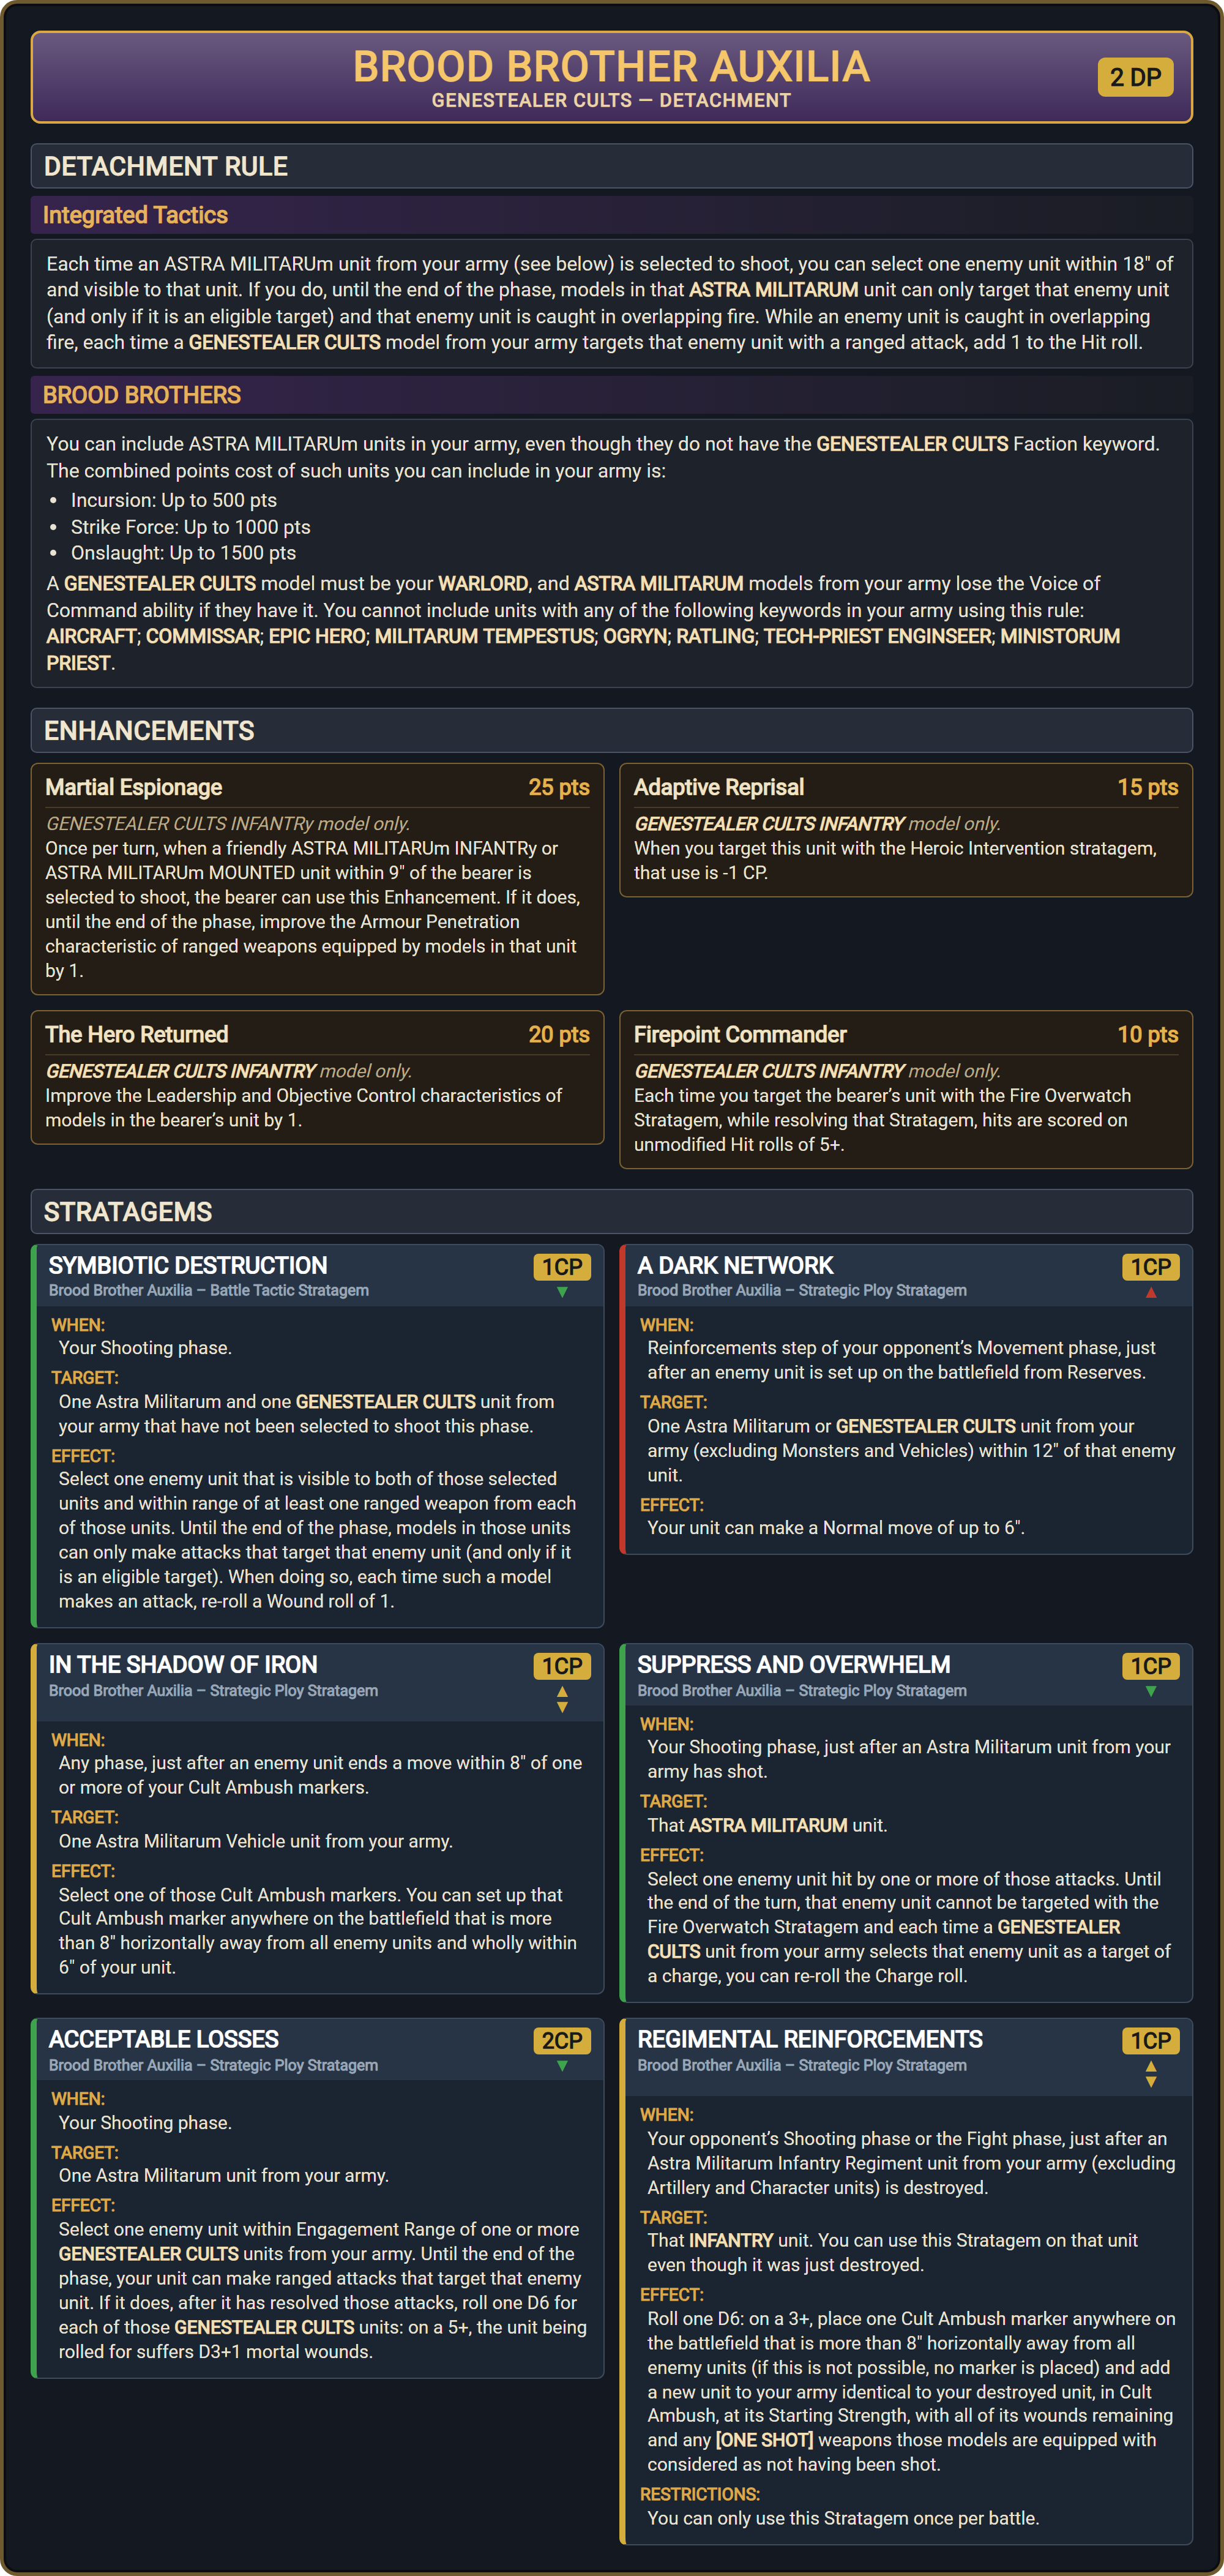 BROOD BROTHER AUXILIA
GENESTEALER CULTS — DETACHMENT
2 DP
DETACHMENT RULE
Integrated Tactics
Each time an ASTRA MILITARUm unit from your army (see below) is selected to shoot, you can select one enemy unit within 18" of
and visible to that unit. If you do, until the end of the phase, models in that ASTRA MILITARUM unit can only target that enemy unit
(and only if it is an eligible target) and that enemy unit is caught in overlapping fire. While an enemy unit is caught in overlapping
fire, each time a GENESTEALER CULTS model from your army targets that enemy unit with a ranged attack, add 1 to the Hit roll.
BROOD BROTHERS
You can include ASTRA MILITARUm units in your army, even though they do not have the GENESTEALER CULTS Faction keyword.
The combined points cost of such units you can include in your army is:
• Incursion: Up to 500 pts
• Strike Force: Up to 1000 pts
• Onslaught: Up to 1500 pts
A GENESTEALER CULTS model must be your WARLORD, and ASTRA MILITARUM models from your army lose the Voice of
Command ability if they have it. You cannot include units with any of the following keywords in your army using this rule:
AIRCRAFT; COMMISSAR; EPIC HERO; MILITARUM TEMPESTUS; OGRYN; RATLING; TECH-PRIEST ENGINSEER; MINISTORUM
PRIEST.
ENHANCEMENTS
Martial Espionage 25 pts
GENESTEALER CULTS INFANTRy model only.
Once per turn, when a friendly ASTRA MILITARUm INFANTRy or
ASTRA MILITARUm MOUNTED unit within 9" of the bearer is
selected to shoot, the bearer can use this Enhancement. If it does,
until the end of the phase, improve the Armour Penetration
characteristic of ranged weapons equipped by models in that unit
by 1.
Adaptive Reprisal 15 pts
GENESTEALER CULTS INFANTRY model only.
When you target this unit with the Heroic Intervention stratagem,
that use is -1 CP.
The Hero Returned 20 pts
GENESTEALER CULTS INFANTRY model only.
Improve the Leadership and Objective Control characteristics of
models in the bearer’s unit by 1.
Firepoint Commander 10 pts
GENESTEALER CULTS INFANTRY model only.
Each time you target the bearer’s unit with the Fire Overwatch
Stratagem, while resolving that Stratagem, hits are scored on
unmodified Hit rolls of 5+.
STRATAGEMS
SYMBIOTIC DESTRUCTION 1CP
Brood Brother Auxilia – Battle Tactic Stratagem ▼
WHEN:
Your Shooting phase.
TARGET:
One Astra Militarum and one GENESTEALER CULTS unit from
your army that have not been selected to shoot this phase.
EFFECT:
Select one enemy unit that is visible to both of those selected
units and within range of at least one ranged weapon from each
of those units. Until the end of the phase, models in those units
can only make attacks that target that enemy unit (and only if it
is an eligible target). When doing so, each time such a model
makes an attack, re-roll a Wound roll of 1.
A DARK NETWORK 1CP
Brood Brother Auxilia – Strategic Ploy Stratagem ▲
WHEN:
Reinforcements step of your opponent’s Movement phase, just
after an enemy unit is set up on the battlefield from Reserves.
TARGET:
One Astra Militarum or GENESTEALER CULTS unit from your
army (excluding Monsters and Vehicles) within 12" of that enemy
unit.
EFFECT:
Your unit can make a Normal move of up to 6".
IN THE SHADOW OF IRON 1CP
Brood Brother Auxilia – Strategic Ploy Stratagem ▲
▼
WHEN:
Any phase, just after an enemy unit ends a move within 8" of one
or more of your Cult Ambush markers.
TARGET:
One Astra Militarum Vehicle unit from your army.
EFFECT:
Select one of those Cult Ambush markers. You can set up that
Cult Ambush marker anywhere on the battlefield that is more
than 8" horizontally away from all enemy units and wholly within
6" of your unit.
SUPPRESS AND OVERWHELM 1CP
Brood Brother Auxilia – Strategic Ploy Stratagem ▼
WHEN:
Your Shooting phase, just after an Astra Militarum unit from your
army has shot.
TARGET:
That ASTRA MILITARUM unit.
EFFECT:
Select one enemy unit hit by one or more of those attacks. Until
the end of the turn, that enemy unit cannot be targeted with the
Fire Overwatch Stratagem and each time a GENESTEALER
CULTS unit from your army selects that enemy unit as a target of
a charge, you can re-roll the Charge roll.
ACCEPTABLE LOSSES 2CP
Brood Brother Auxilia – Strategic Ploy Stratagem ▼
WHEN:
Your Shooting phase.
TARGET:
One Astra Militarum unit from your army.
EFFECT:
Select one enemy unit within Engagement Range of one or more
GENESTEALER CULTS units from your army. Until the end of the
phase, your unit can make ranged attacks that target that enemy
unit. If it does, after it has resolved those attacks, roll one D6 for
each of those GENESTEALER CULTS units: on a 5+, the unit being
rolled for suffers D3+1 mortal wounds.
REGIMENTAL REINFORCEMENTS 1CP
Brood Brother Auxilia – Strategic Ploy Stratagem ▲
▼
WHEN:
Your opponent’s Shooting phase or the Fight phase, just after an
Astra Militarum Infantry Regiment unit from your army (excluding
Artillery and Character units) is destroyed.
TARGET:
That INFANTRY unit. You can use this Stratagem on that unit
even though it was just destroyed.
EFFECT:
Roll one D6: on a 3+, place one Cult Ambush marker anywhere on
the battlefield that is more than 8" horizontally away from all
enemy units (if this is not possible, no marker is placed) and add
a new unit to your army identical to your destroyed unit, in Cult
Ambush, at its Starting Strength, with all of its wounds remaining
and any [ONE SHOT] weapons those models are equipped with
considered as not having been shot.
RESTRICTIONS:
You can only use this Stratagem once per battle.